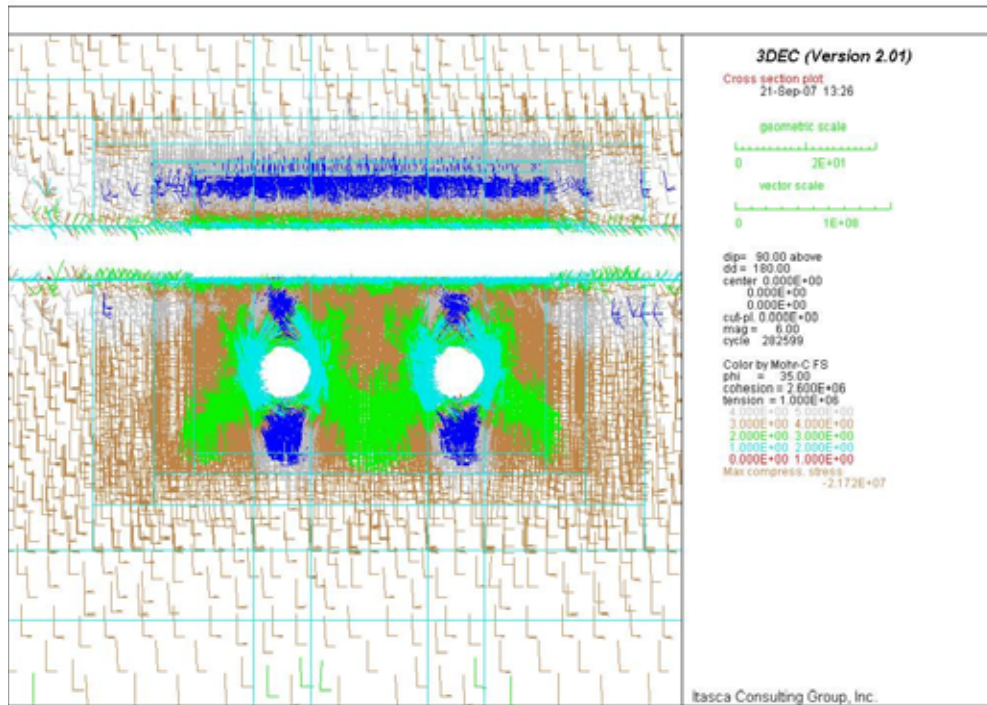 3DEC (Version 2.01)
Cross section plot
21-Sep-07 13:26
geometric scale
0 2E+01
vector scale
0 1E+08
dip= 90.00 above
dd = 180.00
center 0.000E+00
0.000E+00
0.000E+00
cut-pl. 0.000E+00
mag = 6.00
cycle 282599
Color by Mohr-C FS
phi = 35.00
cohesion = 2.600E+06
tension = 1.000E+06
4.000E+00 5.000E+00
3.000E+00 4.000E+00
2.000E+00 3.000E+00
1.000E+00 2.000E+00
0.000E+00 1.000E+00
Max compress. stress
-2.172E+07
Itasca Consulting Group, Inc.